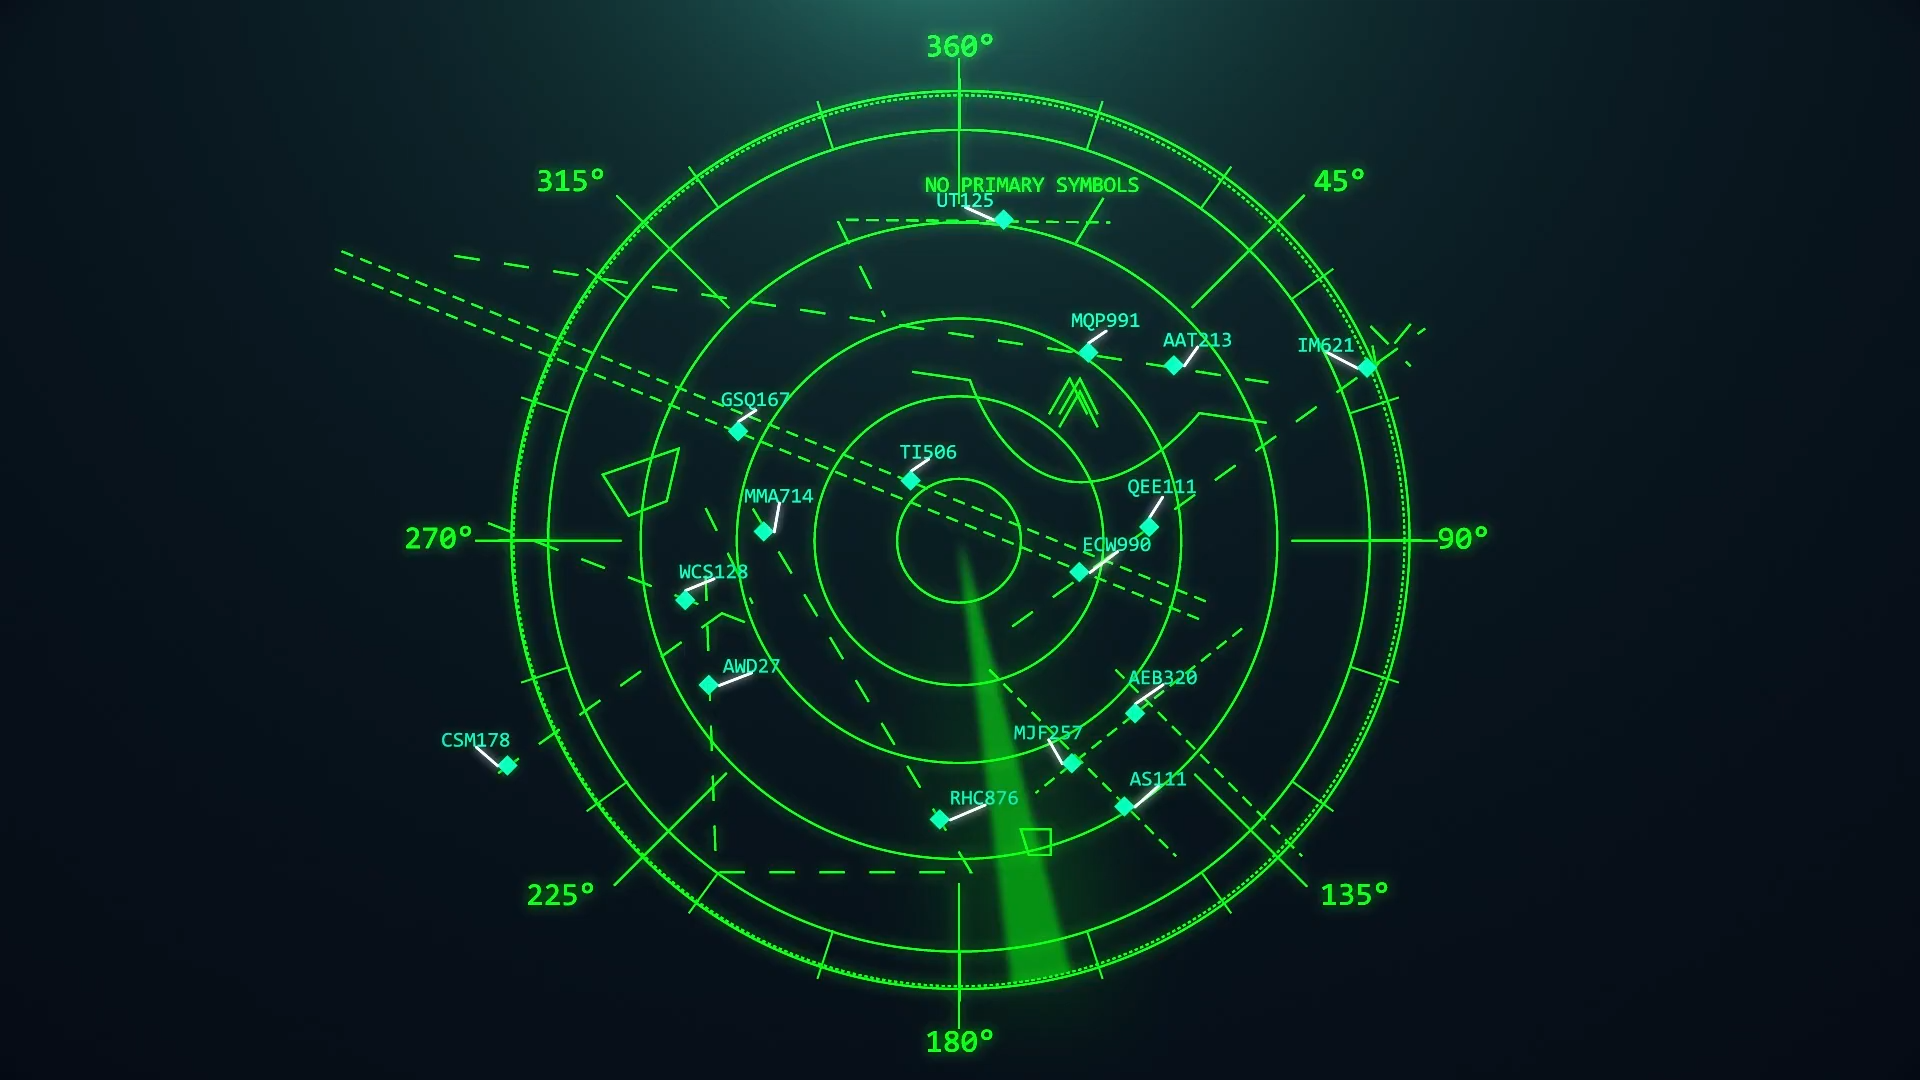 360°
315°
45°
NO PRIMARY SYMBOLS
UT125
MQP991
AAT213
IM621
GSQ167
TI506
QEE111
MMA714
270°
90°
ECW990
WCS128
AWD27
AEB320
MJF257
CSM178
AS111
RHC876
225°
135°
180°